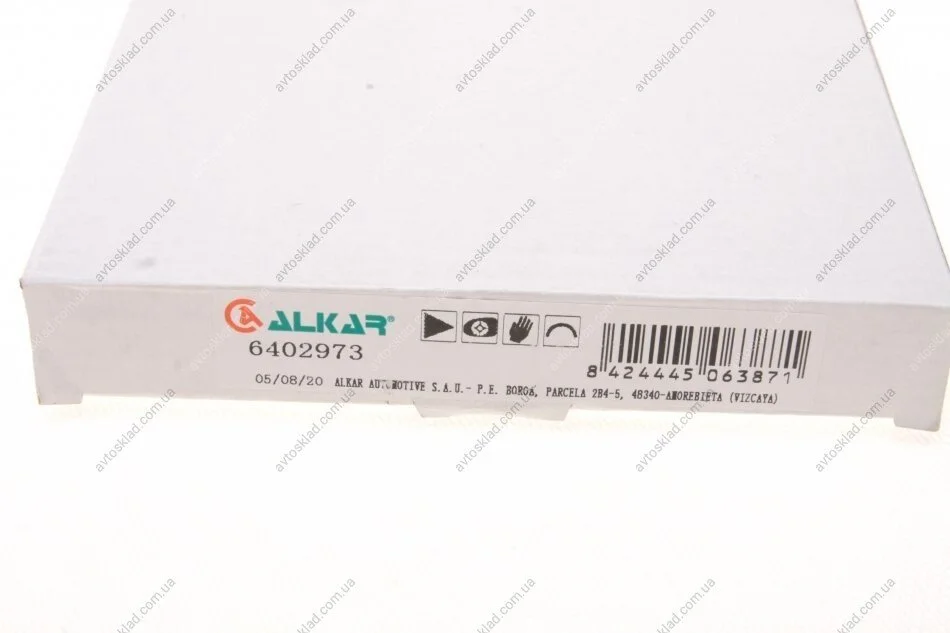 ALKAR®
6402973
05/08/20 ALKAR AUTOMOTIVE S.A.U.- P.E. BOROA, PARCELA 2B4-5, 48340-AMOREBIETA (VIZCAYA)
8 424445 063871
avtosklad.com.ua